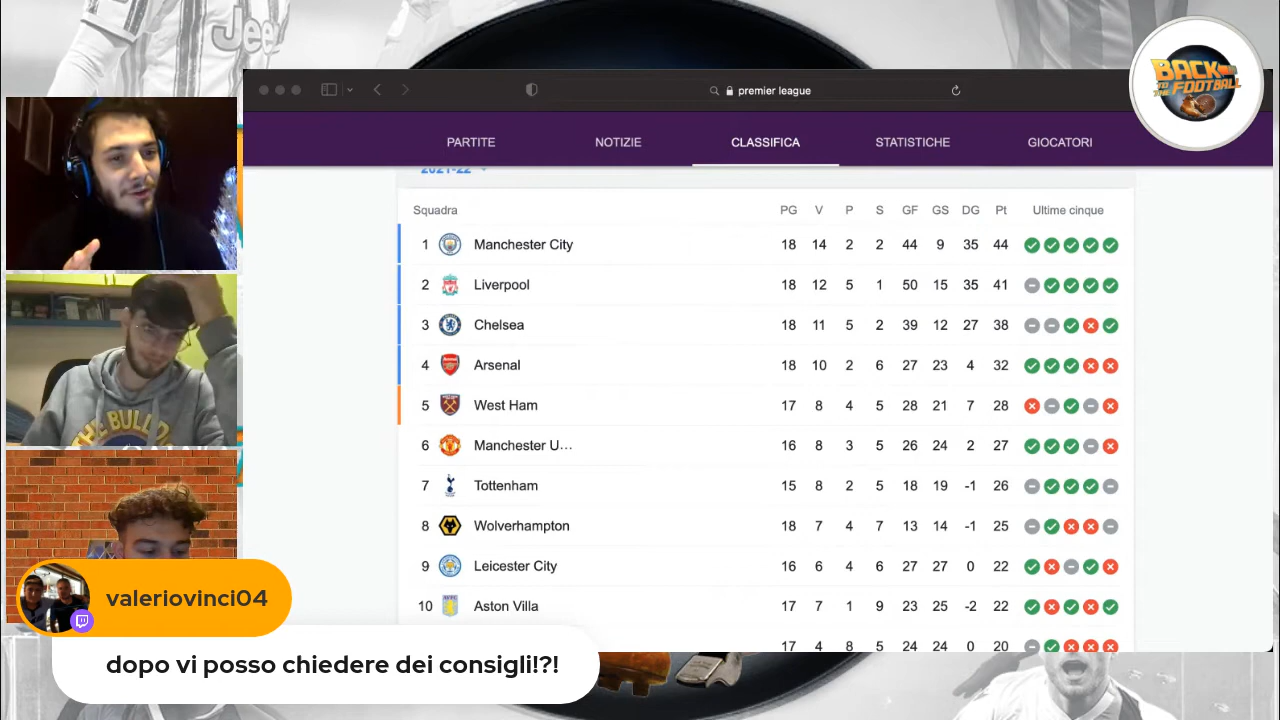 Jeep
BACK
TO THE FOOTBALL
premier league
PARTITE NOTIZIE CLASSIFICA STATISTICHE GIOCATORI
2021-22
Squadra PG V P S GF GS DG Pt Ultime cinque
1 Manchester City 18 14 2 2 44 9 35 44
2 Liverpool 18 12 5 1 50 15 35 41
3 Chelsea 18 11 5 2 39 12 27 38
4 Arsenal 18 10 2 6 27 23 4 32
5 West Ham 17 8 4 5 28 21 7 28
6 Manchester U... 16 8 3 5 26 24 2 27
7 Tottenham 15 8 2 5 18 19 -1 26
8 Wolverhampton 18 7 4 7 13 14 -1 25
9 Leicester City 16 6 4 6 27 27 0 22
10 Aston Villa 17 7 1 9 23 25 -2 22
17 4 8 5 24 24 0 20
THE BULLDO
valeriovinci04
dopo vi posso chiedere dei consigli!?!